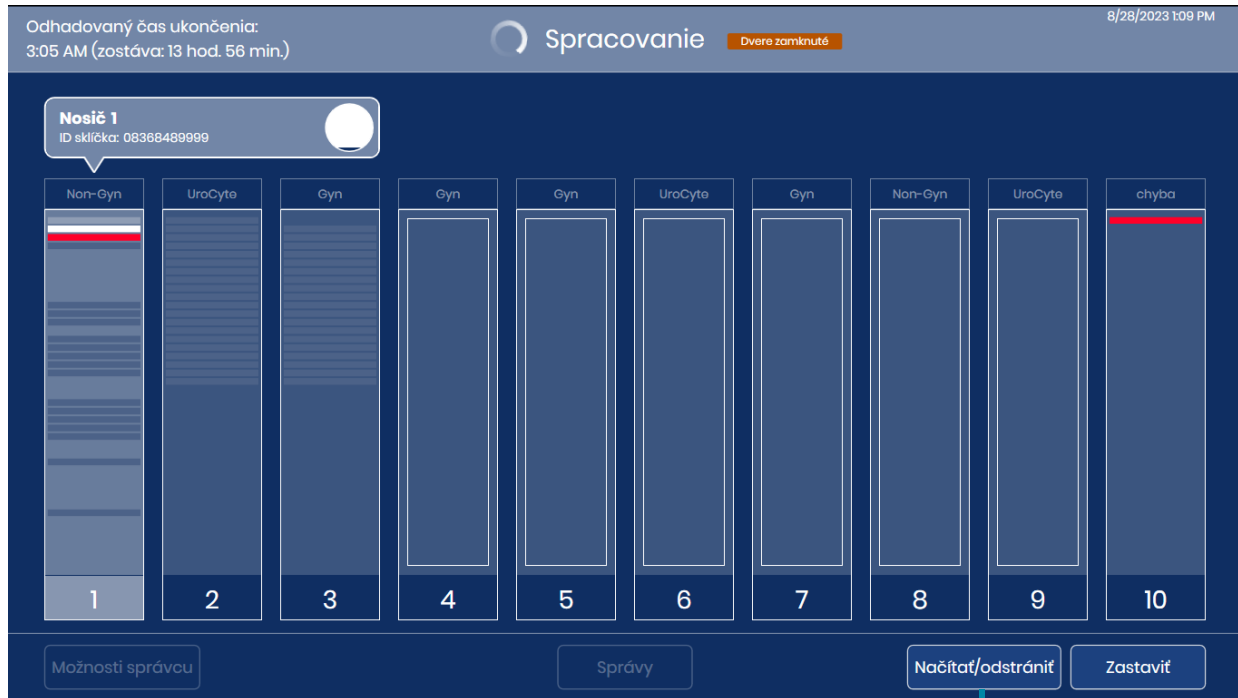 Odhadovaný čas ukončenia:
3:05 AM (zostáva: 13 hod. 56 min.)
Spracovanie
Dvere zamknuté
8/28/2023 1:09 PM
Nosič 1
ID sklíčka: 08368489999
Non-Gyn UroCyte Gyn Gyn Gyn UroCyte Gyn Non-Gyn UroCyte chyba
1 2 3 4 5 6 7 8 9 10
Možnosti správcu Správy Načítať/odstrániť Zastaviť